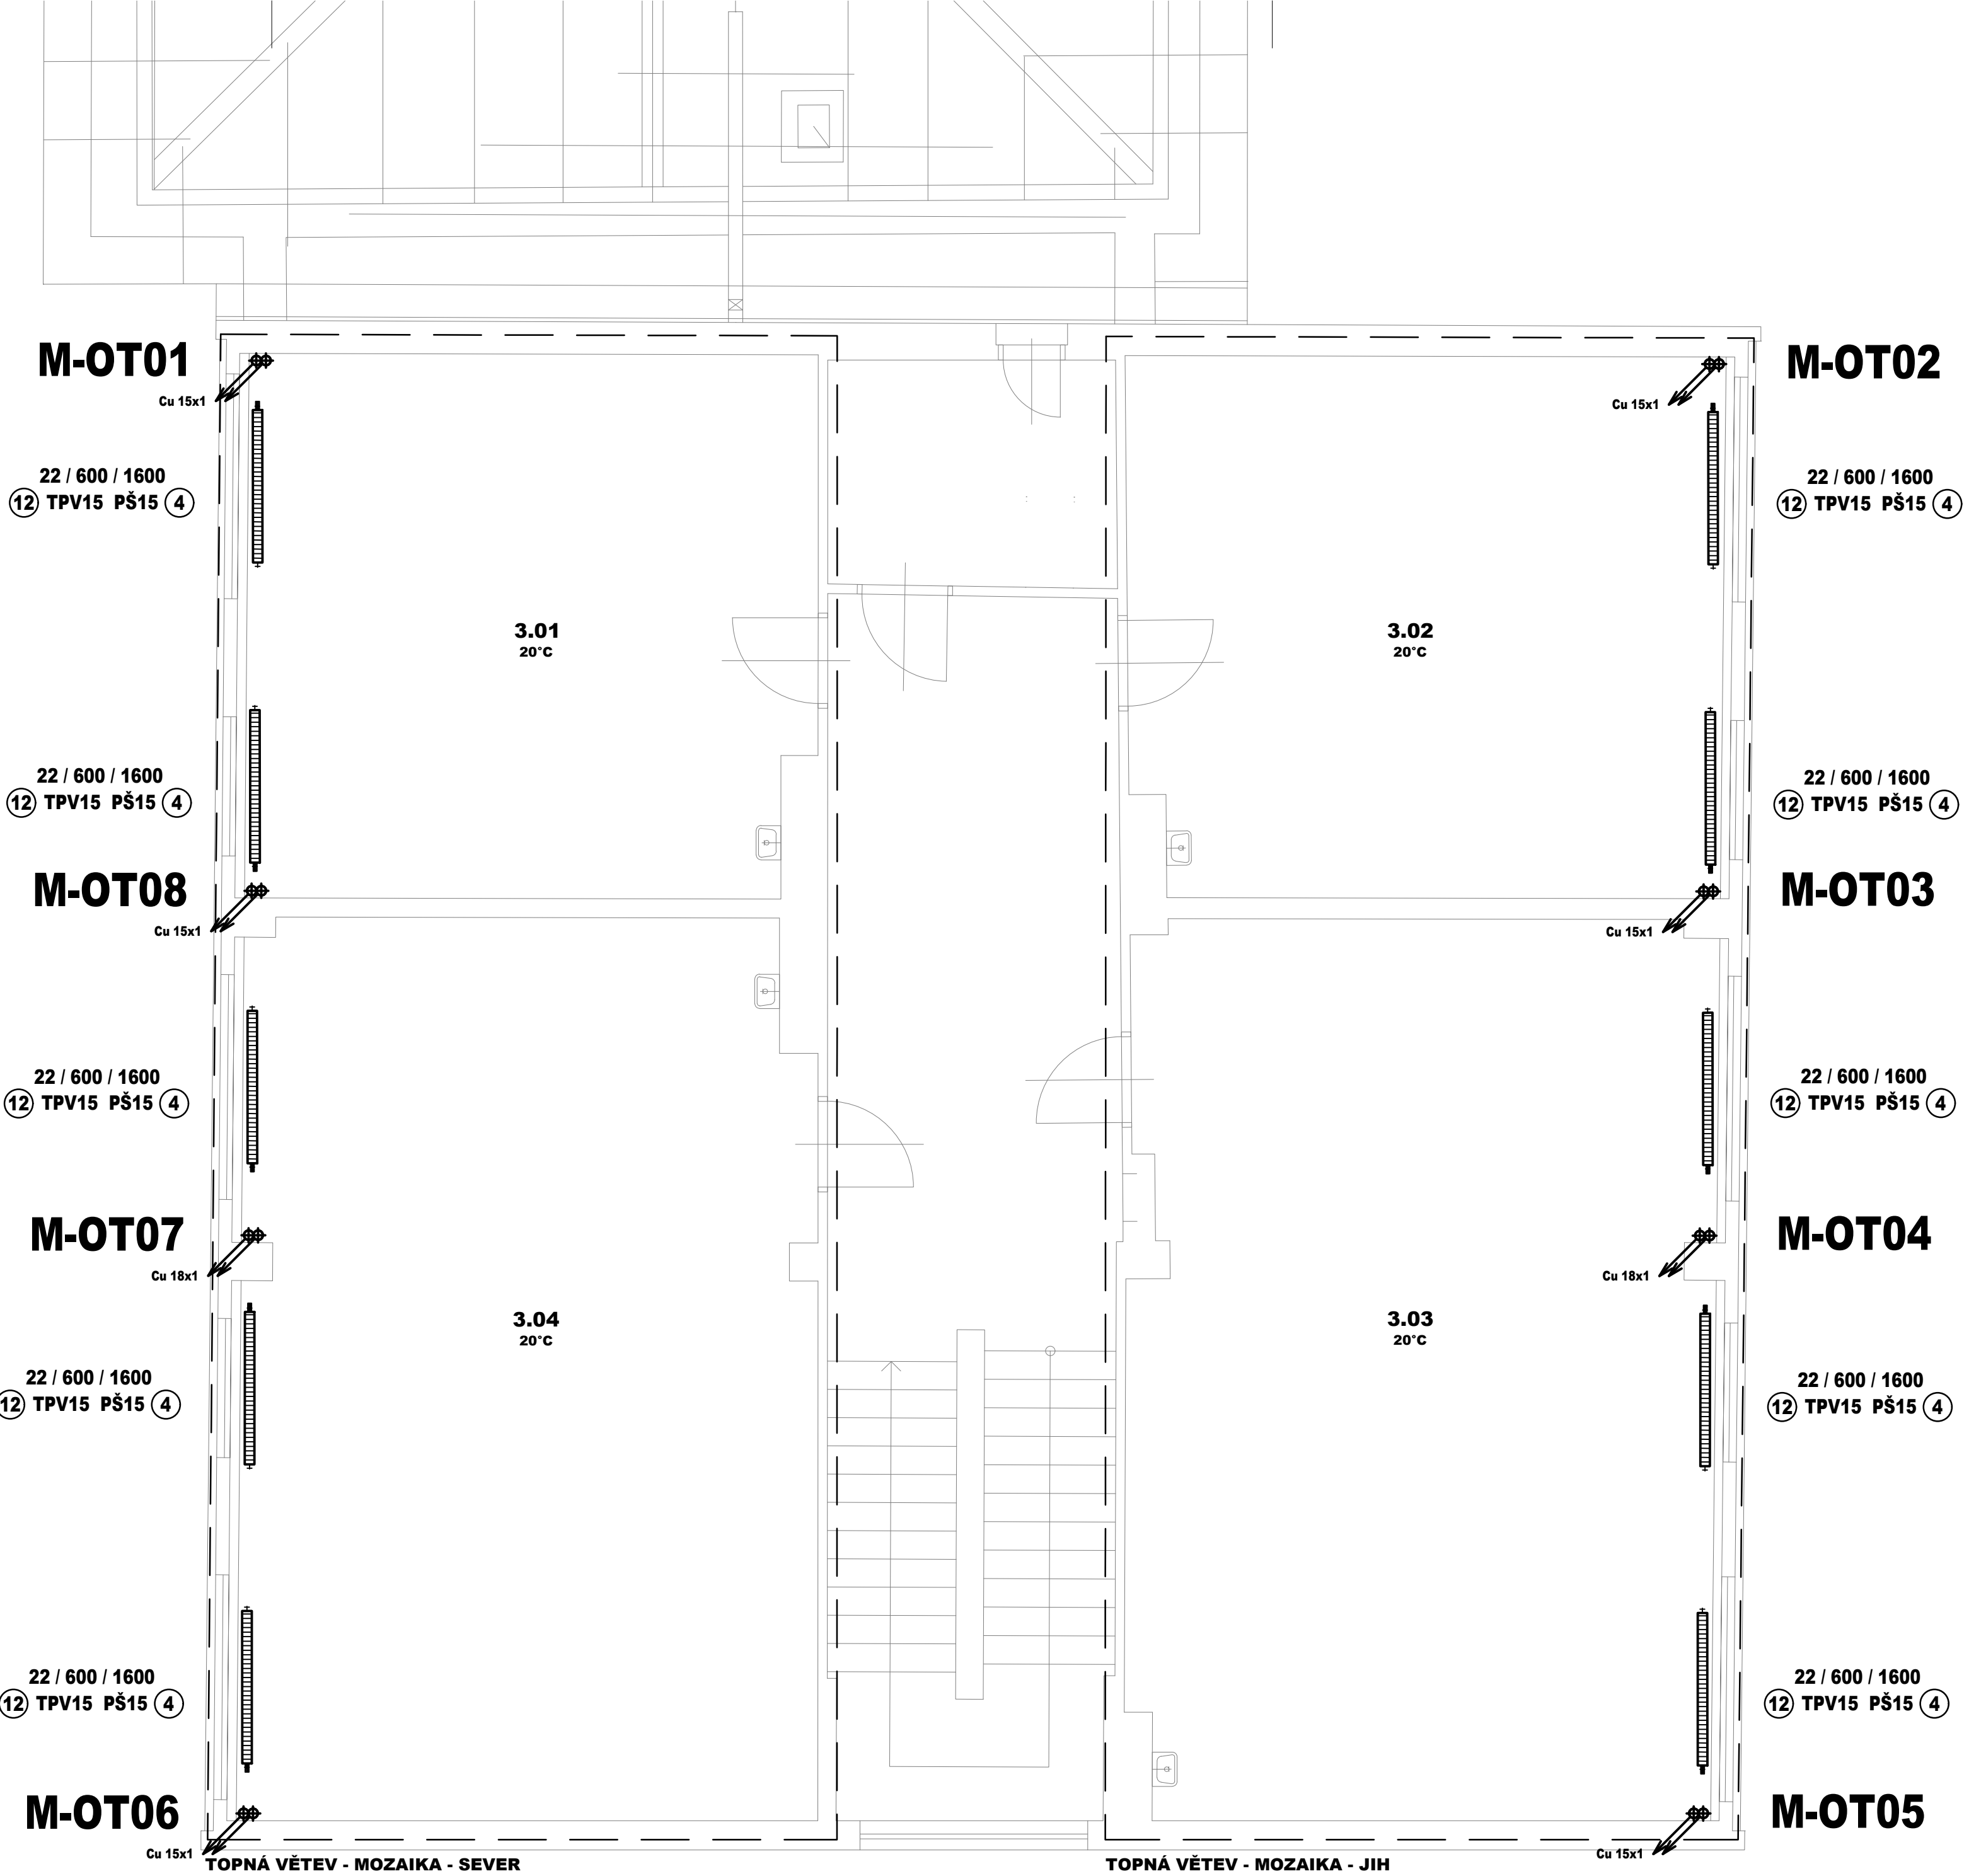 M-OT01
M-OT02
Cu 15x1
Cu 15x1
22 / 600 / 1600
12 TPV15 PŠ15 4
22 / 600 / 1600
12 TPV15 PŠ15 4
3.01
20°C
3.02
20°C
22 / 600 / 1600
12 TPV15 PŠ15 4
22 / 600 / 1600
12 TPV15 PŠ15 4
M-OT08
M-OT03
Cu 15x1
Cu 15x1
22 / 600 / 1600
12 TPV15 PŠ15 4
22 / 600 / 1600
12 TPV15 PŠ15 4
M-OT07
M-OT04
Cu 18x1
Cu 18x1
3.04
20°C
3.03
20°C
22 / 600 / 1600
12 TPV15 PŠ15 4
22 / 600 / 1600
12 TPV15 PŠ15 4
22 / 600 / 1600
12 TPV15 PŠ15 4
22 / 600 / 1600
12 TPV15 PŠ15 4
M-OT06
M-OT05
Cu 15x1
Cu 15x1
TOPNÁ VĚTEV - MOZAIKA - SEVER
TOPNÁ VĚTEV - MOZAIKA - JIH